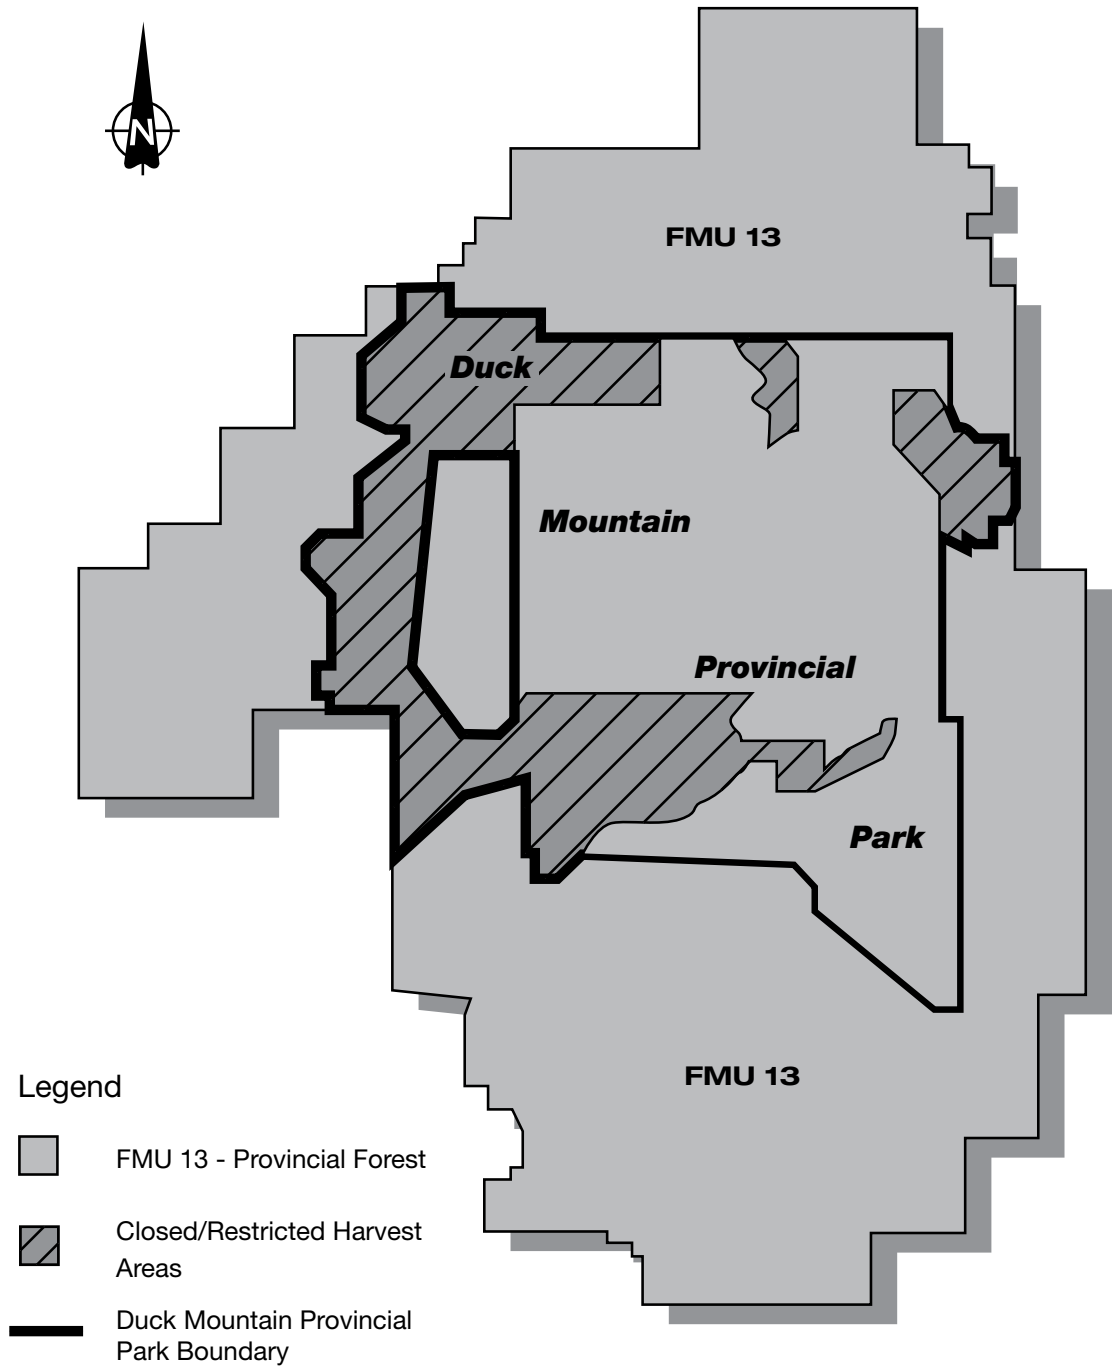 N
FMU 13
Duck
Mountain
Provincial
Park
FMU 13
Legend
FMU 13 - Provincial Forest
Closed/Restricted Harvest
Areas
Duck Mountain Provincial
Park Boundary